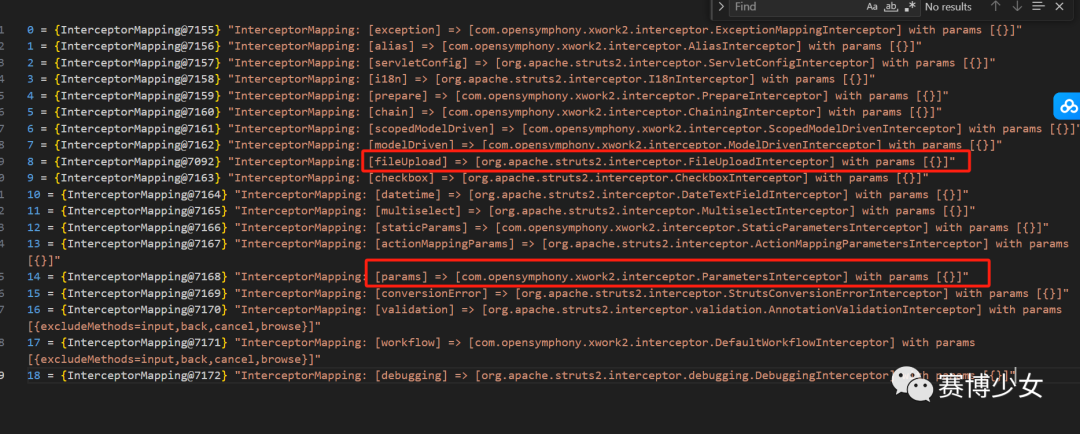 Find
Aa ab .*
No results
0 = {InterceptorMapping@7155} "InterceptorMapping: [exception] => [com.opensymphony.xwork2.interceptor.ExceptionMappingInterceptor] with params [{}]"
1 = {InterceptorMapping@7156} "InterceptorMapping: [alias] => [com.opensymphony.xwork2.interceptor.AliasInterceptor] with params [{}]"
2 = {InterceptorMapping@7157} "InterceptorMapping: [servletConfig] => [org.apache.struts2.interceptor.ServletConfigInterceptor] with params [{}]"
3 = {InterceptorMapping@7158} "InterceptorMapping: [i18n] => [org.apache.struts2.interceptor.I18nInterceptor] with params [{}]"
4 = {InterceptorMapping@7159} "InterceptorMapping: [prepare] => [com.opensymphony.xwork2.interceptor.PrepareInterceptor] with params [{}]"
5 = {InterceptorMapping@7160} "InterceptorMapping: [chain] => [com.opensymphony.xwork2.interceptor.ChainingInterceptor] with params [{}]"
6 = {InterceptorMapping@7161} "InterceptorMapping: [scopedModelDriven] => [com.opensymphony.xwork2.interceptor.ScopedModelDrivenInterceptor] with params [{}]"
7 = {InterceptorMapping@7162} "InterceptorMapping: [modelDriven] => [com.opensymphony.xwork2.interceptor.ModelDrivenInterceptor] with params [{}]"
8 = {InterceptorMapping@7092} "InterceptorMapping: [fileUpload] => [org.apache.struts2.interceptor.FileUploadInterceptor] with params [{}]"
9 = {InterceptorMapping@7163} "InterceptorMapping: [checkbox] => [org.apache.struts2.interceptor.CheckboxInterceptor] with params [{}]"
10 = {InterceptorMapping@7164} "InterceptorMapping: [datetime] => [org.apache.struts2.interceptor.DateTextFieldInterceptor] with params [{}]"
11 = {InterceptorMapping@7165} "InterceptorMapping: [multiselect] => [org.apache.struts2.interceptor.MultiselectInterceptor] with params [{}]"
12 = {InterceptorMapping@7166} "InterceptorMapping: [staticParams] => [com.opensymphony.xwork2.interceptor.StaticParametersInterceptor] with params [{}]"
13 = {InterceptorMapping@7167} "InterceptorMapping: [actionMappingParams] => [org.apache.struts2.interceptor.ActionMappingParametersInterceptor] with params
[{}]"
14 = {InterceptorMapping@7168} "InterceptorMapping: [params] => [com.opensymphony.xwork2.interceptor.ParametersInterceptor] with params [{}]"
15 = {InterceptorMapping@7169} "InterceptorMapping: [conversionError] => [org.apache.struts2.interceptor.StrutsConversionErrorInterceptor] with params [{}]"
16 = {InterceptorMapping@7170} "InterceptorMapping: [validation] => [org.apache.struts2.interceptor.validation.AnnotationValidationInterceptor] with params
[{excludeMethods=input,back,cancel,browse}]"
17 = {InterceptorMapping@7171} "InterceptorMapping: [workflow] => [com.opensymphony.xwork2.interceptor.DefaultWorkflowInterceptor] with params
[{excludeMethods=input,back,cancel,browse}]"
18 = {InterceptorMapping@7172} "InterceptorMapping: [debugging] => [org.apache.struts2.interceptor.debugging.DebuggingInterceptor] with params [{}]"
赛博少女